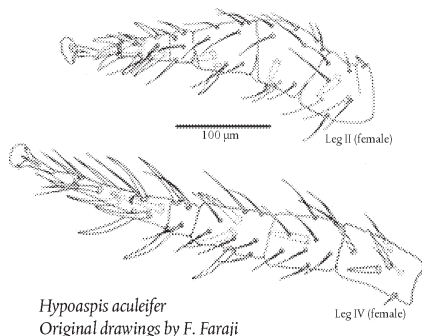 100 µm
Leg II (female)
Leg IV (female)
Hypoaspis aculeifer
Original drawings by F. Faraji